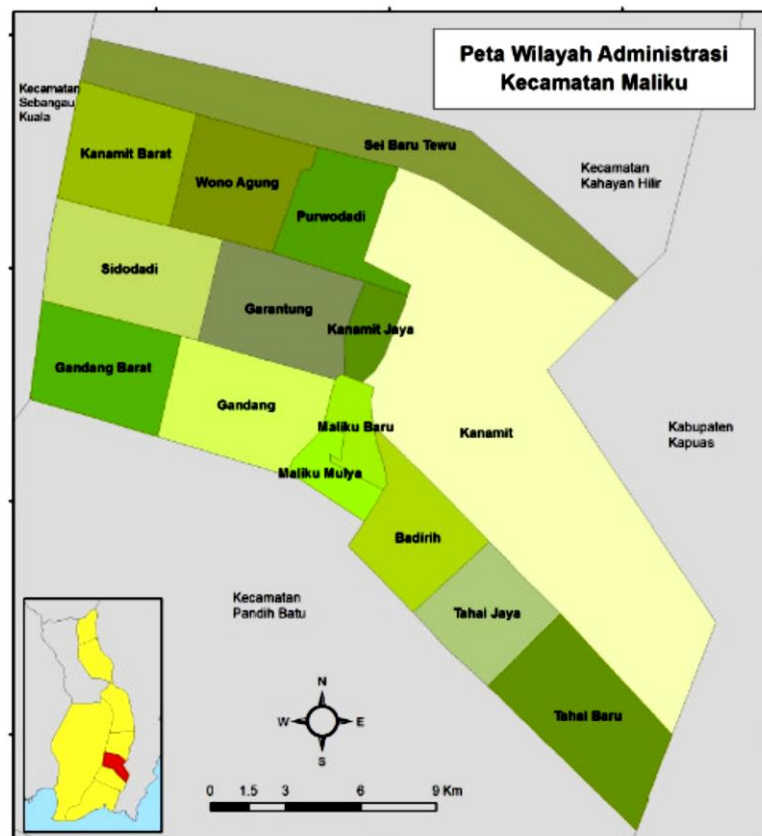 Peta Wilayah Administrasi
Kecamatan Maliku
Kecamatan
Sebangau
Kuala
Sei Baru Tewu
Kanamit Barat
Kecamatan
Kahayan Hilir
Wono Agung
Purwodadi
Sidodadi
Garantung
Kanamit Jaya
Gandang Barat
Gandang
Maliku Baru
Kanamit
Kabupaten
Kapuas
Maliku Mulya
Badirih
Kecamatan
Pandih Batu
Tahai Jaya
Tahai Baru
N
W
E
S
0 1.5 3 6 9 Km